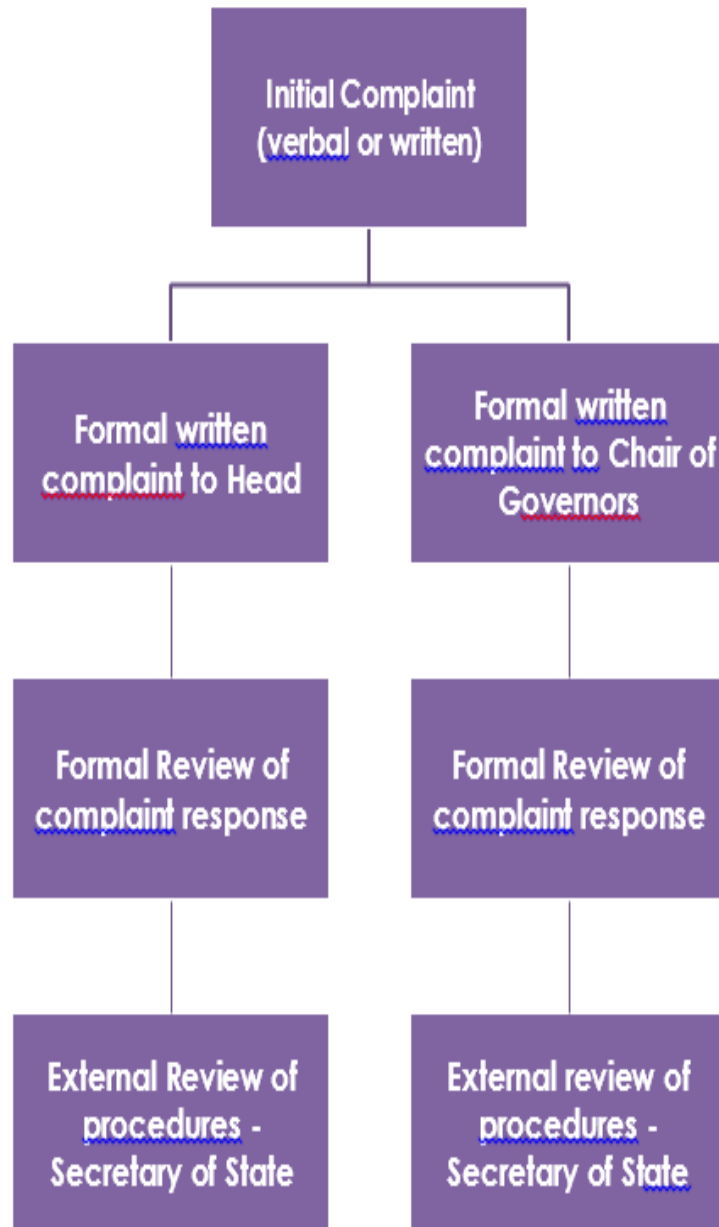 Initial Complaint
(verbal or written)
Formal written
complaint to Head
Formal written
complaint to Chair of
Governors
Formal Review of
complaint response
Formal Review of
complaint response
External Review of
procedures -
Secretary of State
External review of
procedures -
Secretary of State